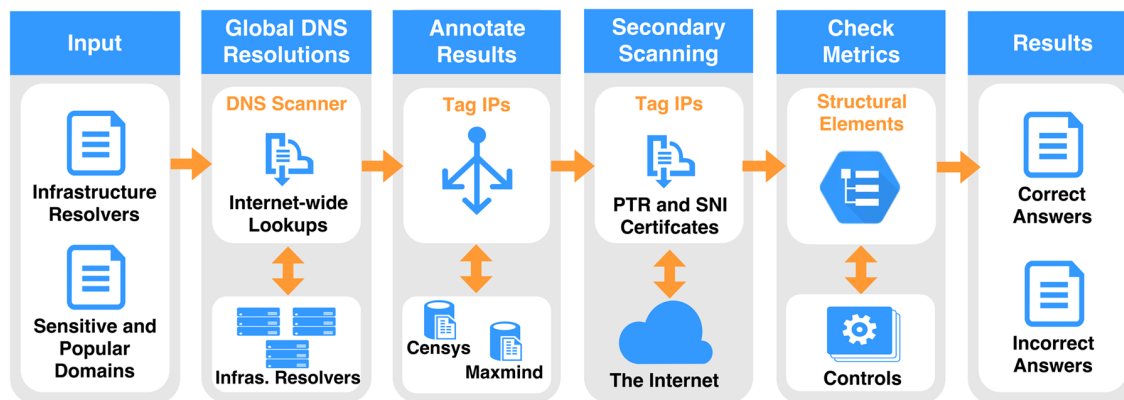 Input
Infrastructure
Resolvers
Sensitive and
Popular
Domains
Global DNS
Resolutions
DNS Scanner
Internet-wide
Lookups
Infras. Resolvers
Annotate
Results
Tag IPs
Censys
Maxmind
Secondary
Scanning
Tag IPs
PTR and SNI
Certifcates
The Internet
Check
Metrics
Structural
Elements
Controls
Results
Correct
Answers
Incorrect
Answers